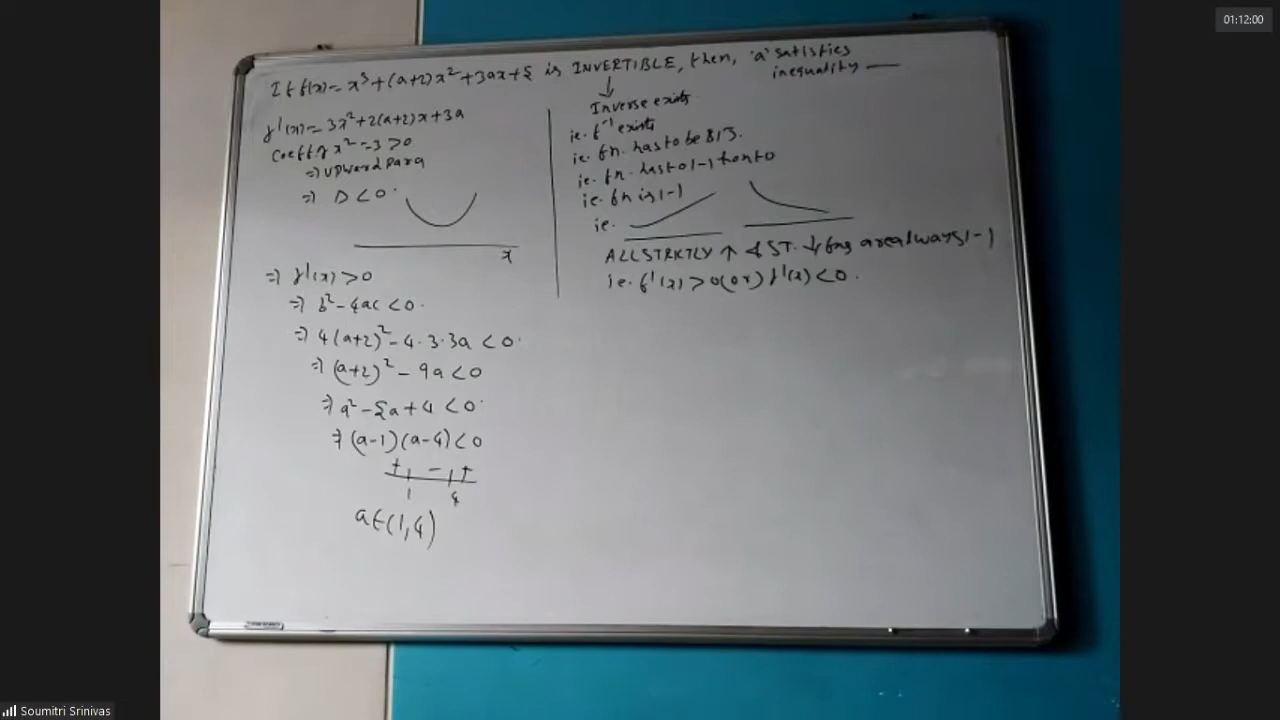 01:12:00
If f(x) = x³ + (a+2)x² + 3ax + 5 is INVERTIBLE, then, 'a' satisfies
inequality —
f'(x) = 3x² + 2(a+2)x + 3a
Coeff. of x² = 3 > 0
⇒ upward Para
⇒ D < 0.
x
⇒ f'(x) > 0
⇒ b² - 4ac < 0.
⇒ 4(a+2)² - 4·3·3a < 0.
⇒ (a+2)² - 9a < 0
⇒ a² - 5a + 4 < 0.
⇒ (a-1)(a-4) < 0
+ - +
1 4
a ∈ (1,4)
↓
Inverse exists
ie. f⁻¹ exists
ie. fn. has to be BIJ.
ie. fn. has to 1-1 & onto
ie. fn is 1-1
ie.
ALL STRKTLY ↑ & ST. ↓ fns are always 1-1
ie. f'(x) > 0 (or) f'(x) < 0.
Soumitri Srinivas